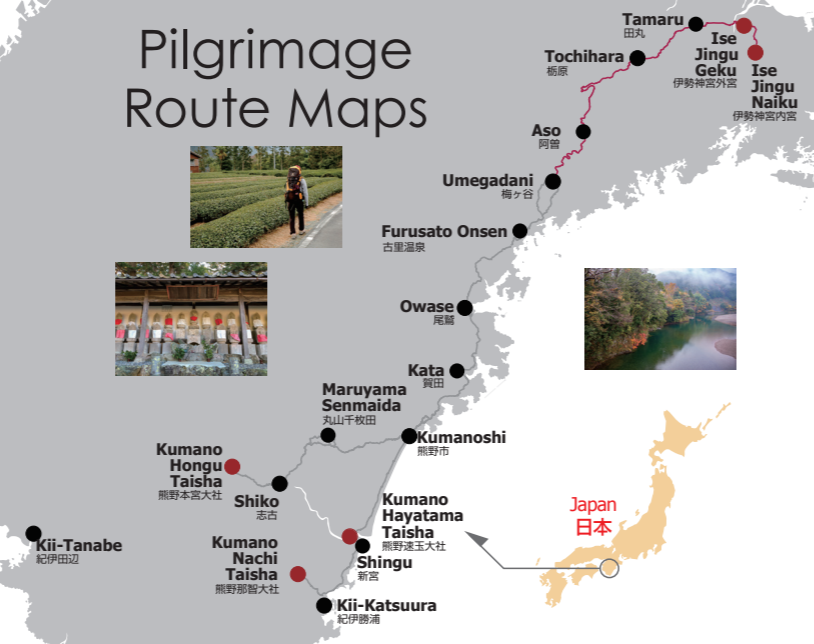 Pilgrimage
Route Maps
Tamaru
田丸
Ise
Jingu
Geku
伊勢神宮外宮
Ise
Jingu
Naiku
伊勢神宮内宮
Tochihara
栃原
Aso
阿曽
Umegadani
梅ヶ谷
Furusato Onsen
古里温泉
Owase
尾鷲
Kata
賀田
Maruyama
Senmaida
丸山千枚田
Kumanoshi
熊野市
Kumano
Hongu
Taisha
熊野本宮大社
Shiko
志古
Kumano
Hayatama
Taisha
熊野速玉大社
Shingu
新宮
Kii-Tanabe
紀伊田辺
Kumano
Nachi
Taisha
熊野那智大社
Kii-Katsuura
紀伊勝浦
Japan
日本